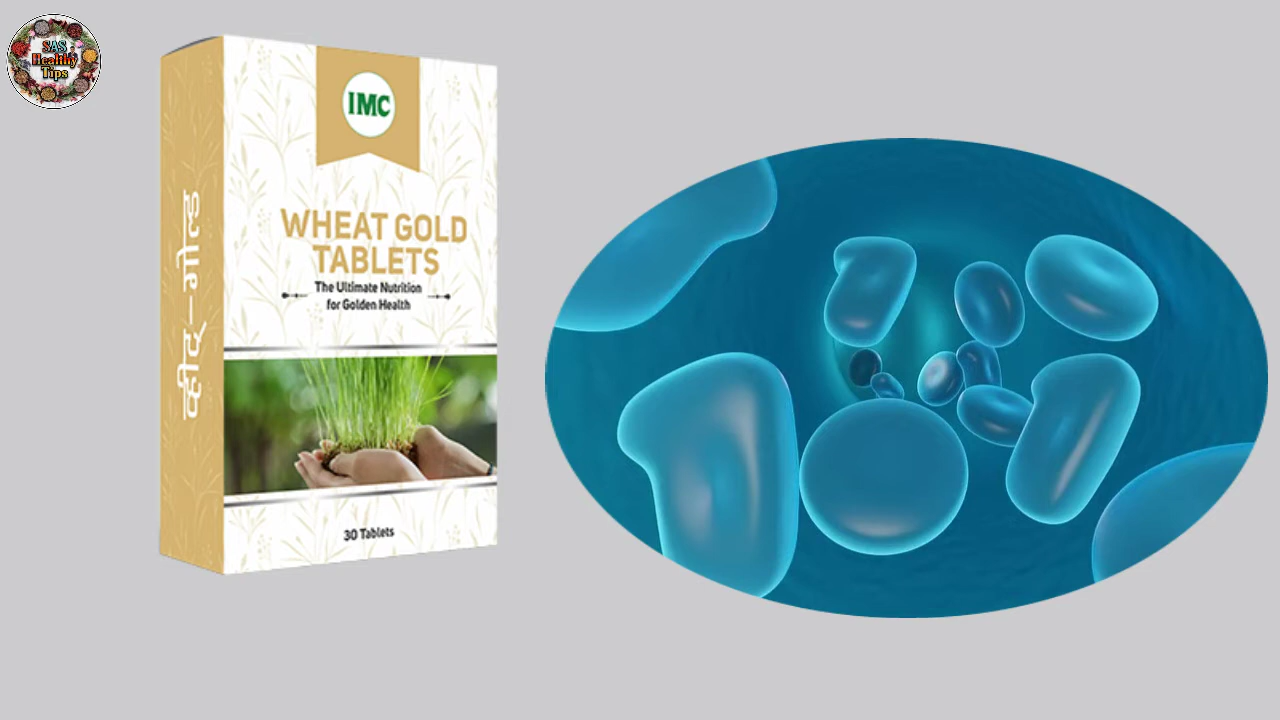 SAS
Healthy
Tips
IMC
WHEAT GOLD
TABLETS
The Ultimate Nutrition
for Golden Health
30 Tablets
व्हीट-गोल्ड